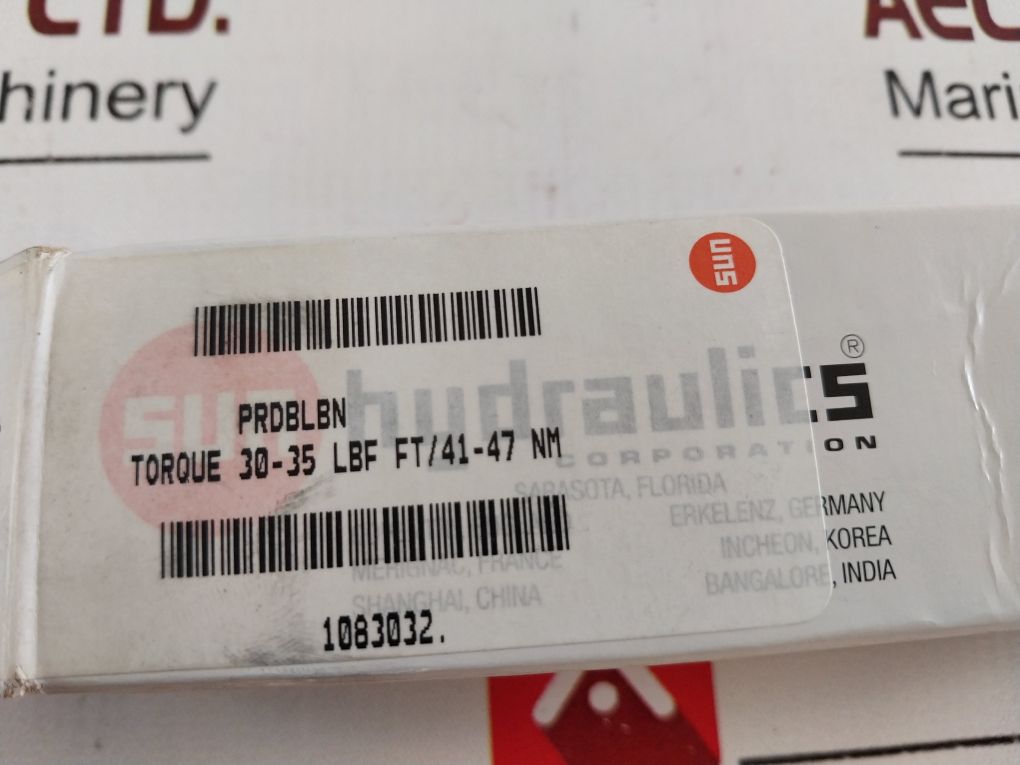 LTD.
AEC
hinery
Mari
sun
sun hydraulics®
PRDBLBN
CORPORATION
TORQUE 30-35 LBF FT/41-47 NM
SARASOTA, FLORIDA
ERKELENZ, GERMANY
INCHEON, KOREA
MERIGNAC, FRANCE
BANGALORE, INDIA
SHANGHAI, CHINA
1083032.